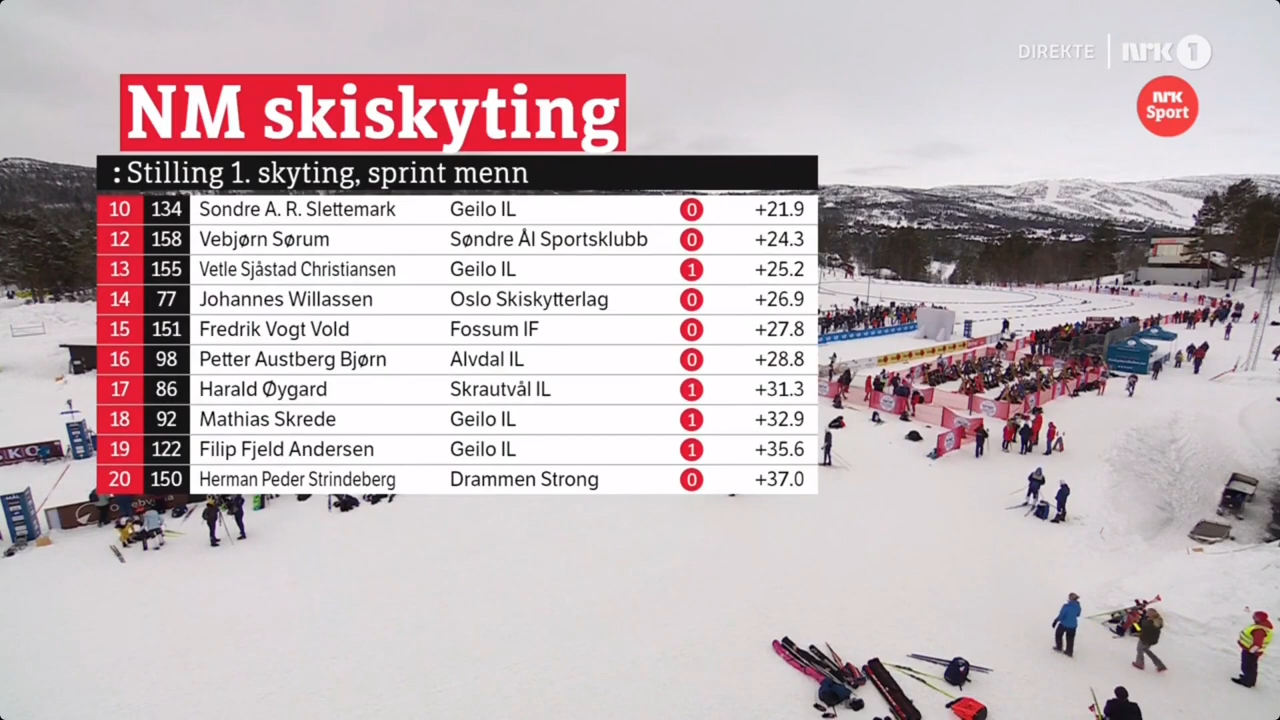 DIREKTE nrk 1
nrk
Sport
NM skiskyting
: Stilling 1. skyting, sprint menn
10 134 Sondre A. R. Slettemark Geilo IL 0 +21.9
12 158 Vebjørn Sørum Søndre Ål Sportsklubb 0 +24.3
13 155 Vetle Sjåstad Christiansen Geilo IL 1 +25.2
14 77 Johannes Willassen Oslo Skiskytterlag 0 +26.9
15 151 Fredrik Vogt Vold Fossum IF 0 +27.8
16 98 Petter Austberg Bjørn Alvdal IL 0 +28.8
17 86 Harald Øygard Skrautvål IL 1 +31.3
18 92 Mathias Skrede Geilo IL 1 +32.9
19 122 Filip Fjeld Andersen Geilo IL 1 +35.6
20 150 Herman Peder Strindeberg Drammen Strong 0 +37.0